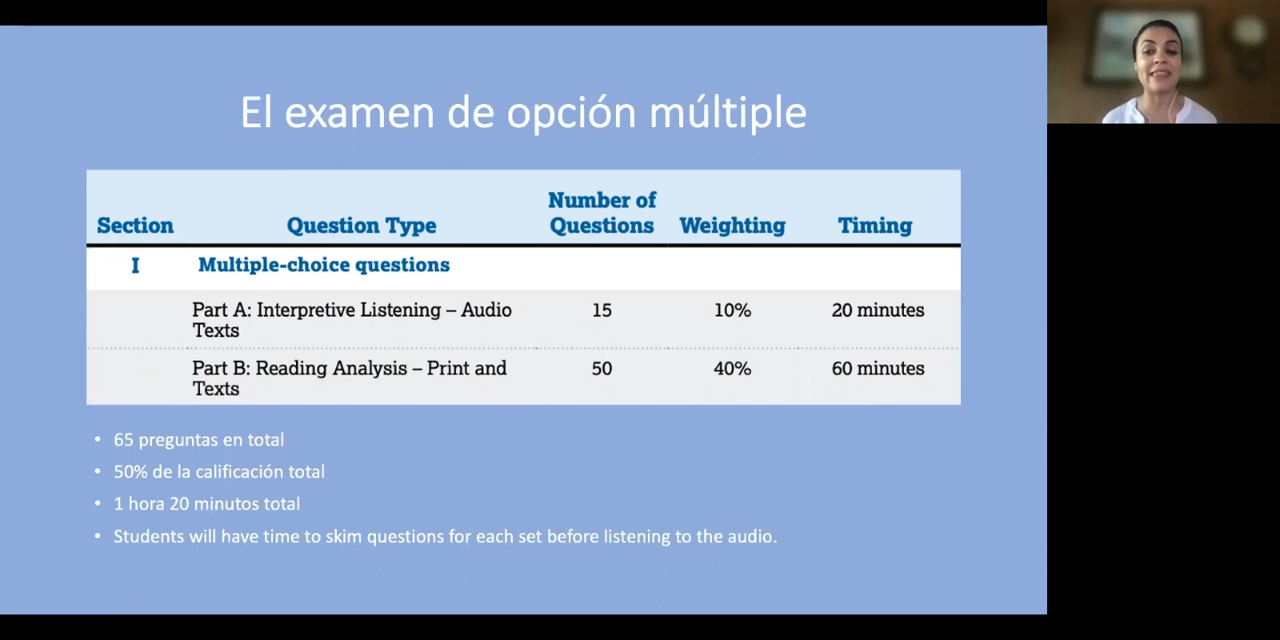 El examen de opción múltiple
Number of
Section Question Type Questions Weighting Timing
I Multiple-choice questions
Part A: Interpretive Listening – Audio 15 10% 20 minutes
Texts
Part B: Reading Analysis – Print and 50 40% 60 minutes
Texts
• 65 preguntas en total
• 50% de la calificación total
• 1 hora 20 minutos total
• Students will have time to skim questions for each set before listening to the audio.